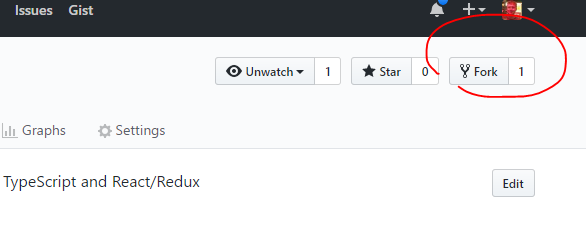 Issues Gist
Unwatch 1 Star 0 Fork 1
Graphs Settings
TypeScript and React/Redux Edit